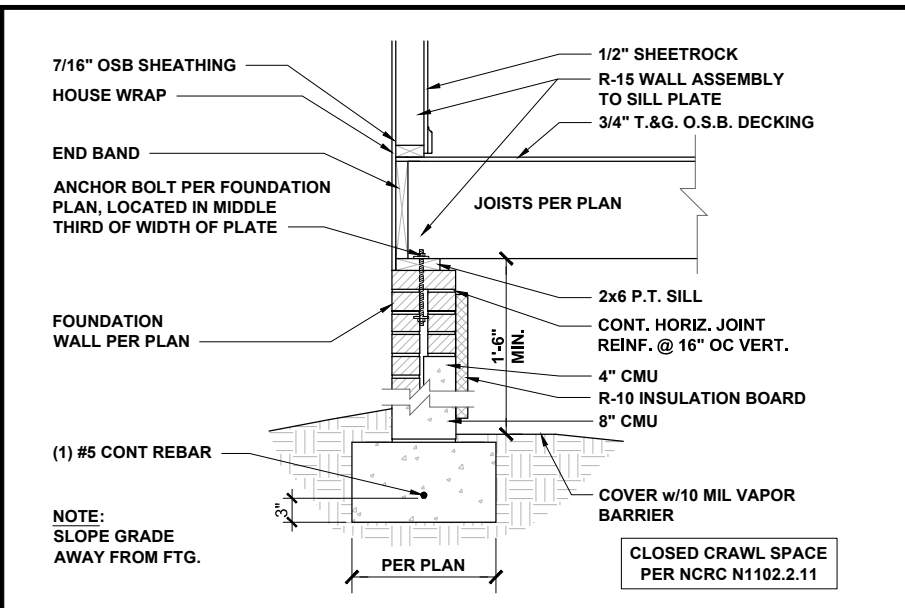 7/16" OSB SHEATHING
HOUSE WRAP
END BAND
ANCHOR BOLT PER FOUNDATION
PLAN, LOCATED IN MIDDLE
THIRD OF WIDTH OF PLATE
FOUNDATION
WALL PER PLAN
(1) #5 CONT REBAR
3"
NOTE:
SLOPE GRADE
AWAY FROM FTG.
PER PLAN
JOISTS PER PLAN
1'-6"
MIN.
1/2" SHEETROCK
R-15 WALL ASSEMBLY
TO SILL PLATE
3/4" T.&G. O.S.B. DECKING
2x6 P.T. SILL
CONT. HORIZ. JOINT
REINF. @ 16" OC VERT.
4" CMU
R-10 INSULATION BOARD
8" CMU
COVER w/10 MIL VAPOR
BARRIER
CLOSED CRAWL SPACE
PER NCRC N1102.2.11